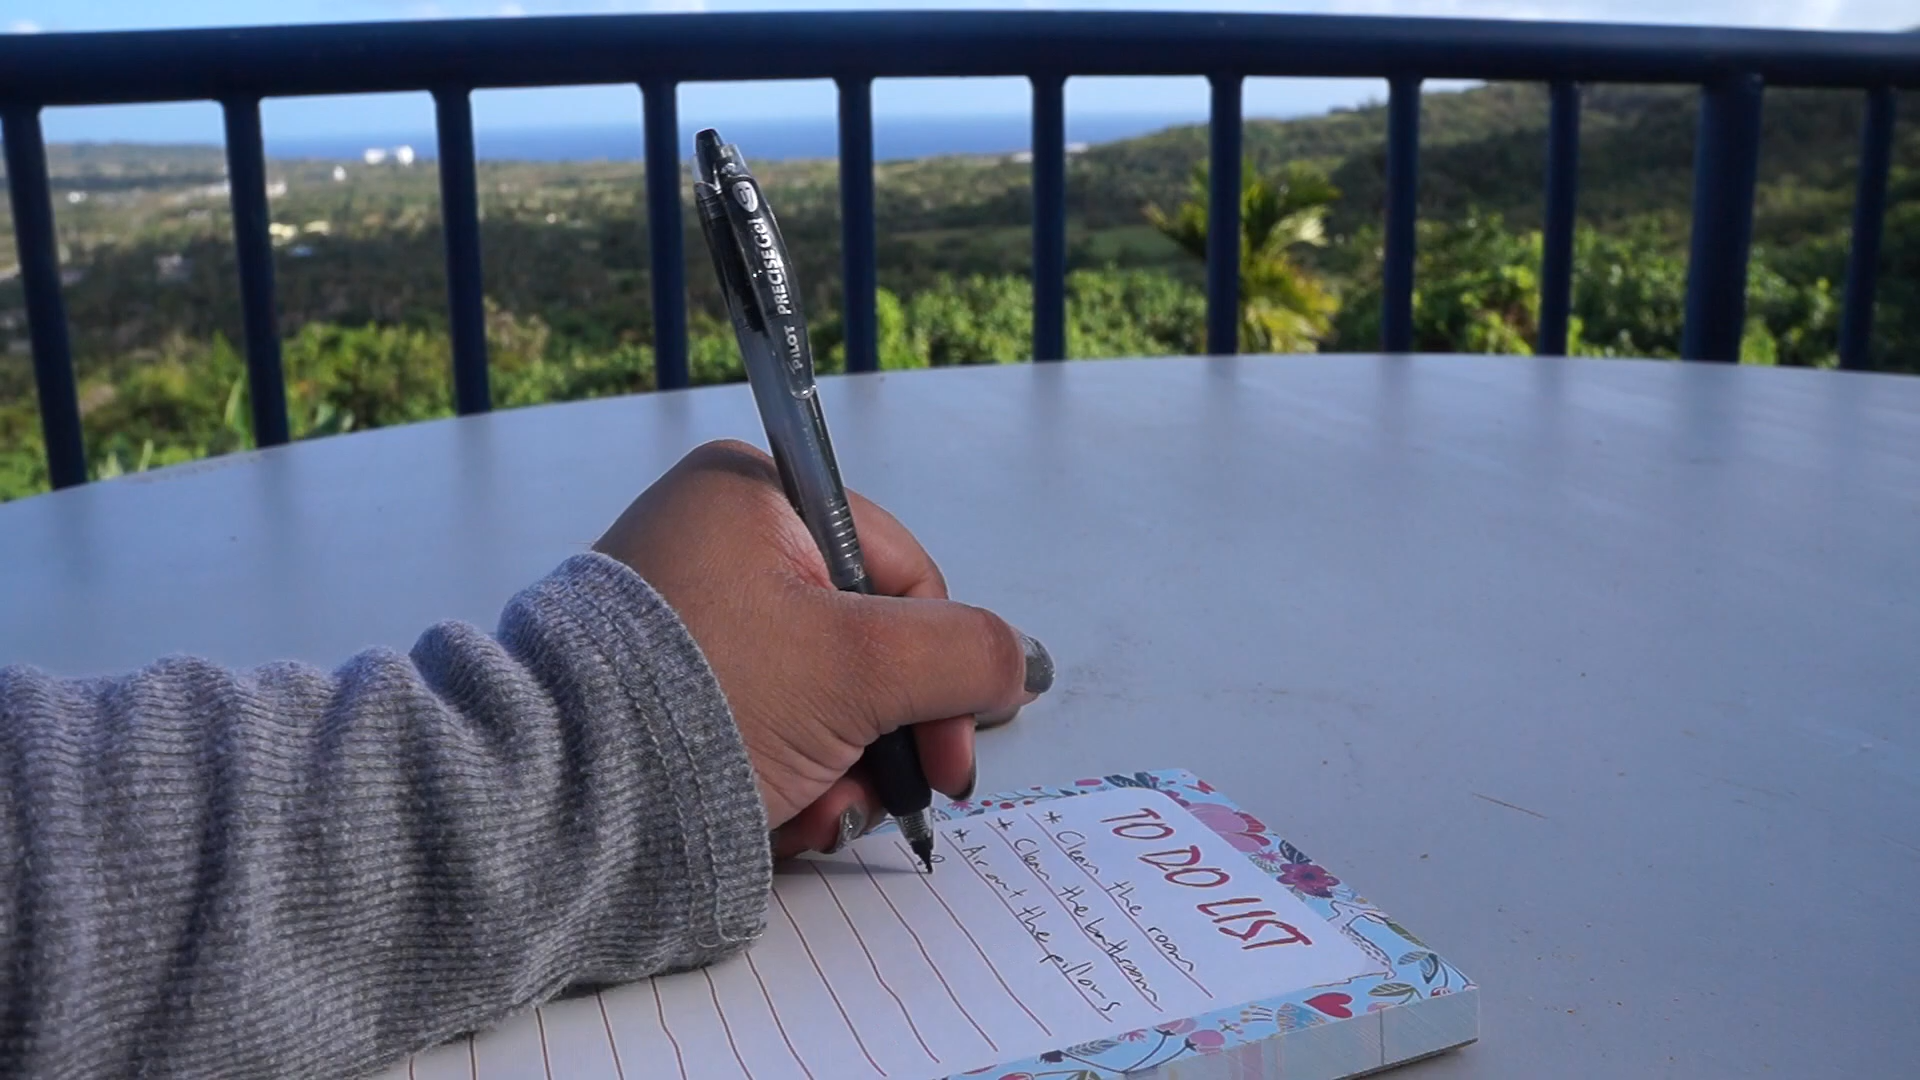 PILOT PRECISE Gel
TO DO LIST
* Clean the room
* Clean the bathroom
* Air out the pillows